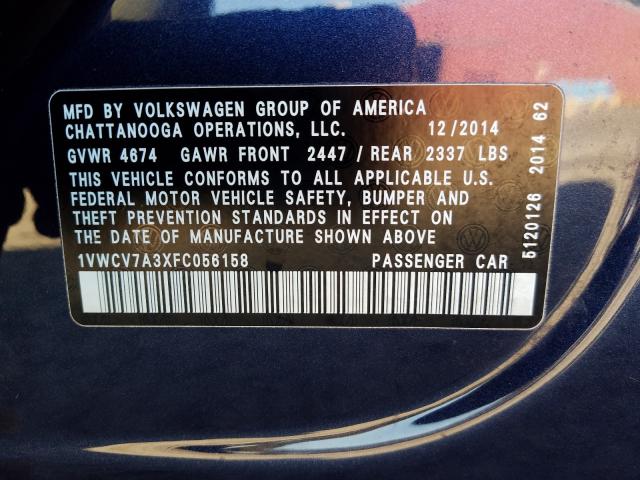 MFD BY VOLKSWAGEN GROUP OF AMERICA
CHATTANOOGA OPERATIONS, LLC. 12/2014
GVWR 4674 GAWR FRONT 2447 / REAR 2337 LBS
THIS VEHICLE CONFORMS TO ALL APPLICABLE U.S.
FEDERAL MOTOR VEHICLE SAFETY, BUMPER AND
THEFT PREVENTION STANDARDS IN EFFECT ON
THE DATE OF MANUFACTURE SHOWN ABOVE
1VWCV7A3XFC056158 PASSENGER CAR
5120126 2014 62